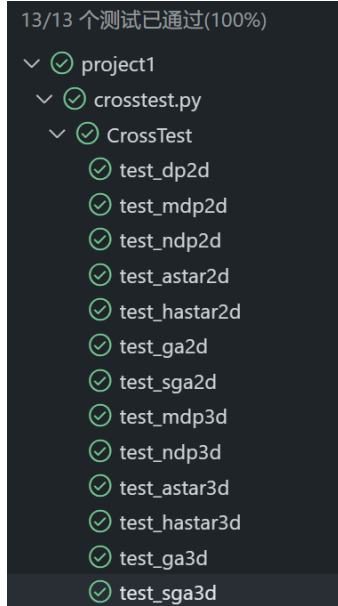 13/13 个测试已通过(100%)
project1
crosstest.py
CrossTest
test_dp2d
test_mdp2d
test_ndp2d
test_astar2d
test_hastar2d
test_ga2d
test_sga2d
test_mdp3d
test_ndp3d
test_astar3d
test_hastar3d
test_ga3d
test_sga3d